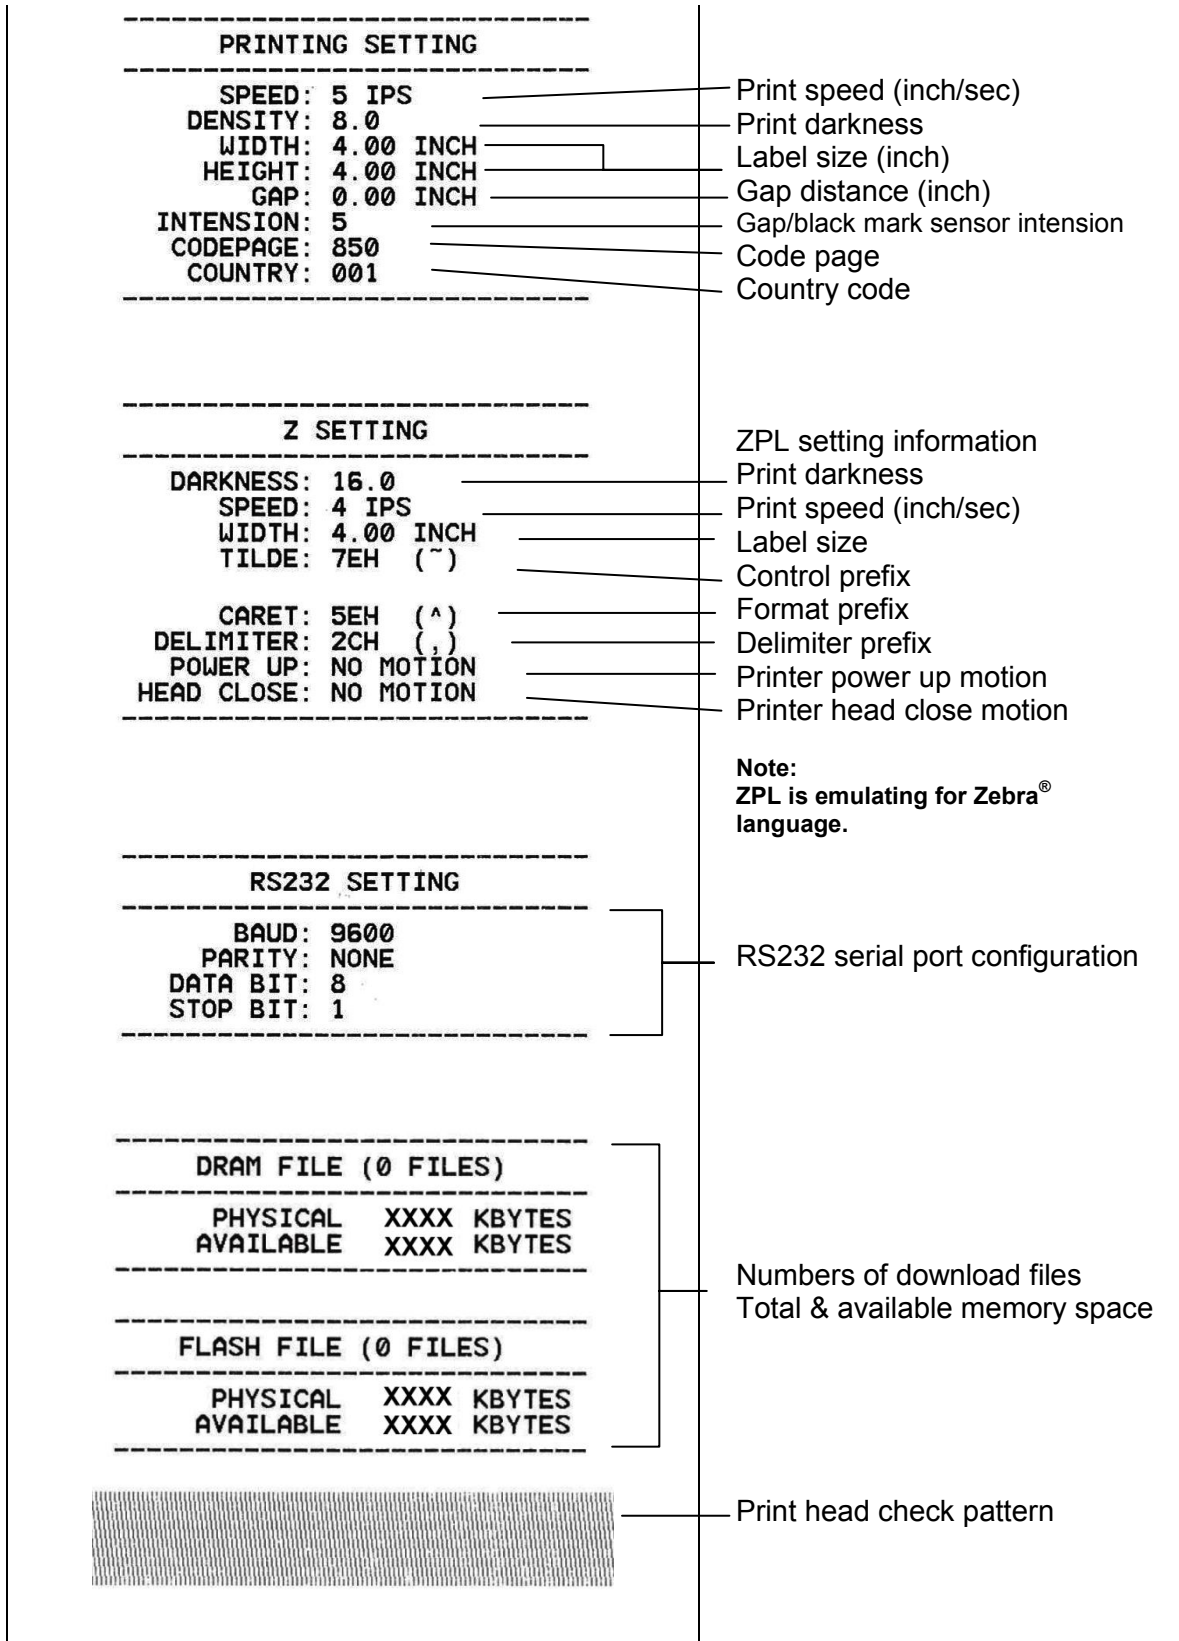 PRINTING SETTING
SPEED: 5 IPS
DENSITY: 8.0
WIDTH: 4.00 INCH
HEIGHT: 4.00 INCH
GAP: 0.00 INCH
INTENSION: 5
CODEPAGE: 850
COUNTRY: 001
Print speed (inch/sec)
Print darkness
Label size (inch)
Gap distance (inch)
Gap/black mark sensor intension
Code page
Country code
Z SETTING
DARKNESS: 16.0
SPEED: 4 IPS
WIDTH: 4.00 INCH
TILDE: 7EH (~)
CARET: 5EH (^)
DELIMITER: 2CH (,)
POWER UP: NO MOTION
HEAD CLOSE: NO MOTION
ZPL setting information
Print darkness
Print speed (inch/sec)
Label size
Control prefix
Format prefix
Delimiter prefix
Printer power up motion
Printer head close motion
Note:
ZPL is emulating for Zebra®
language.
RS232 SETTING
BAUD: 9600
PARITY: NONE
DATA BIT: 8
STOP BIT: 1
RS232 serial port configuration
DRAM FILE (0 FILES)
PHYSICAL XXXX KBYTES
AVAILABLE XXXX KBYTES
FLASH FILE (0 FILES)
PHYSICAL XXXX KBYTES
AVAILABLE XXXX KBYTES
Numbers of download files
Total & available memory space
Print head check pattern